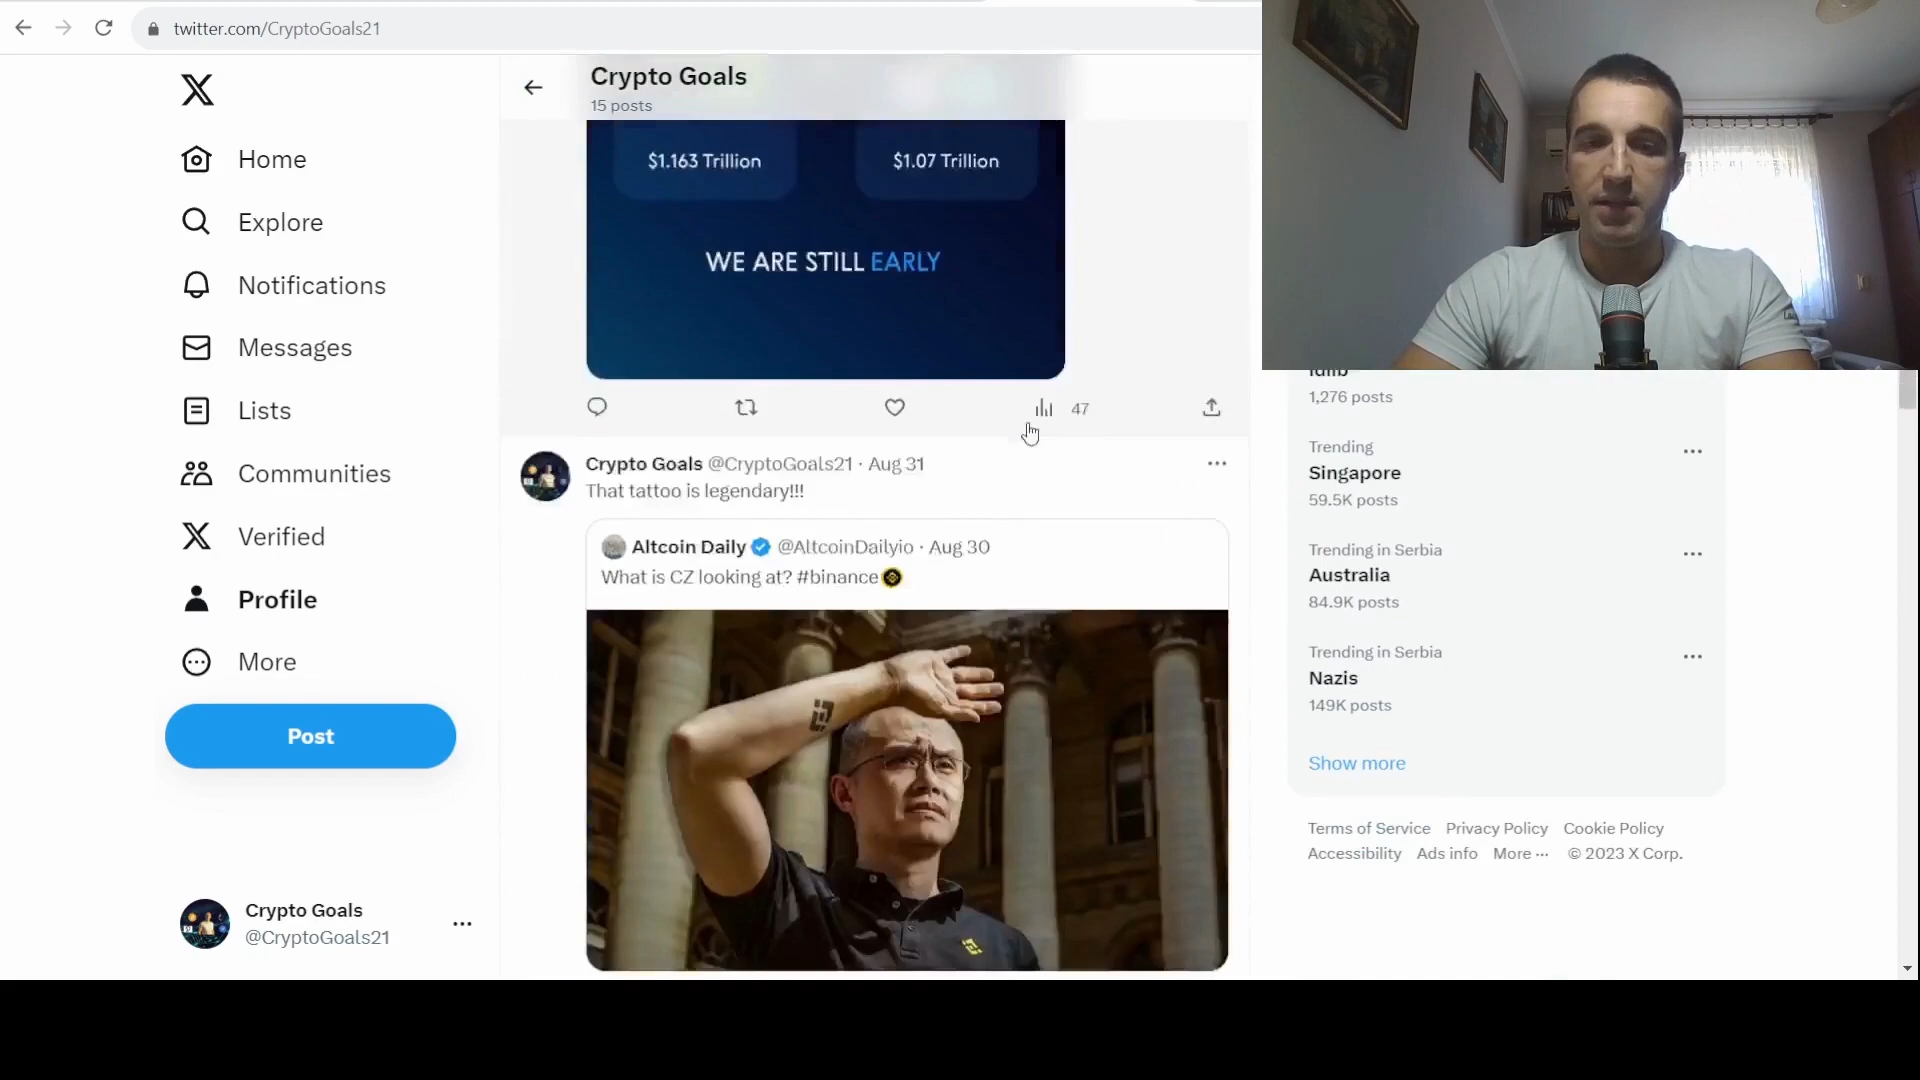 twitter.com/CryptoGoals21
Home
Explore
Notifications
Messages
Lists
Communities
Verified
Profile
More
Post
Crypto Goals
@CryptoGoals21
Crypto Goals
15 posts
$1.163 Trillion
$1.07 Trillion
WE ARE STILL EARLY
47
Crypto Goals @CryptoGoals21 · Aug 31
That tattoo is legendary!!!
Altcoin Daily @AltcoinDailyio · Aug 30
What is CZ looking at? #binance
Idlib
1,276 posts
Trending
Singapore
59.5K posts
Trending in Serbia
Australia
84.9K posts
Trending in Serbia
Nazis
149K posts
Show more
Terms of Service Privacy Policy Cookie Policy
Accessibility Ads info More ··· © 2023 X Corp.